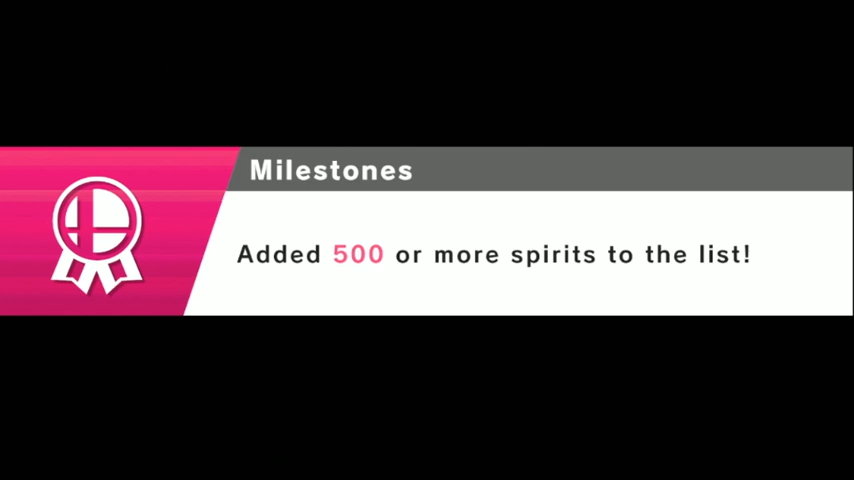 Milestones
Added 500 or more spirits to the list!